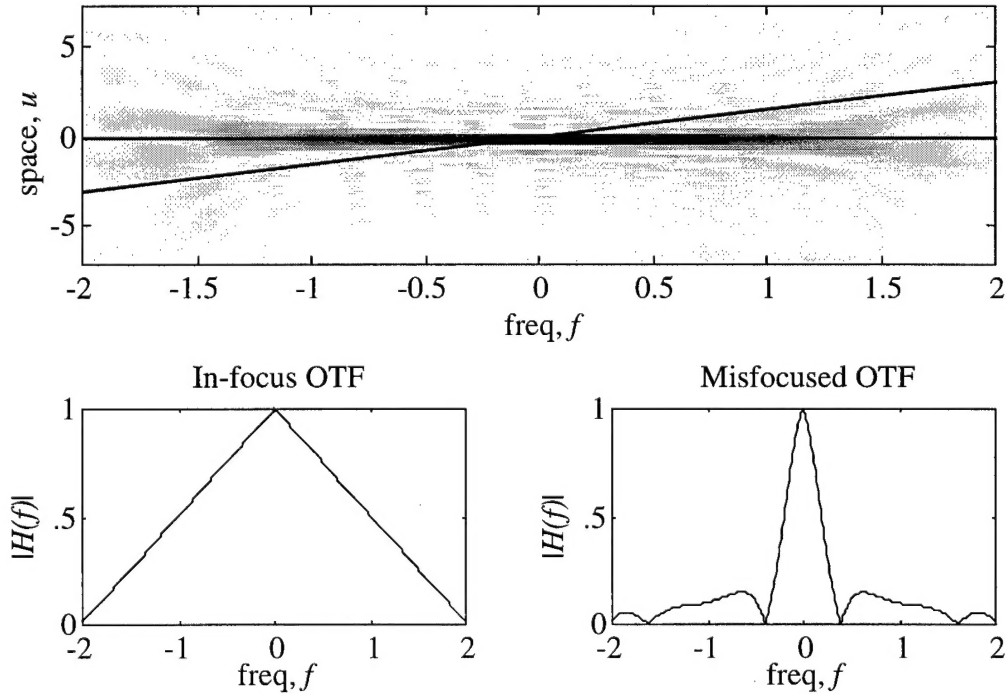 5
space, u
0
-5
-2 -1.5 -1 -0.5 0 0.5 1 1.5 2
freq, f
In-focus OTF
1
|H(f)|
.5
0
-2 -1 0 1 2
freq, f
Misfocused OTF
1
|H(f)|
.5
0
-2 -1 0 1 2
freq, f